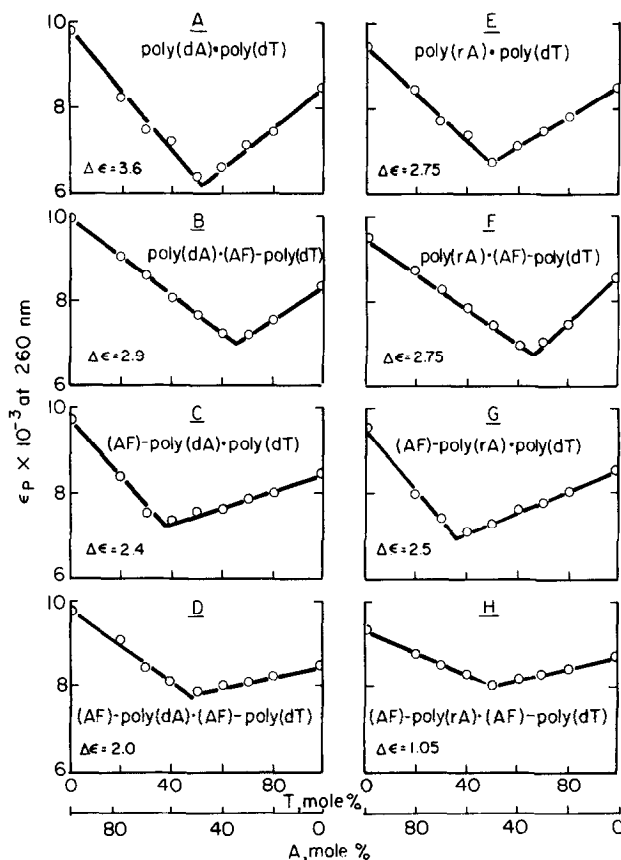 ϵp × 10⁻³ at 260 nm
A
poly(dA)•poly(dT)
Δϵ=3.6
10
8
6
E
poly(rA)•poly(dT)
Δϵ=2.75
B
poly(dA)•(AF)-poly(dT)
Δϵ=2.9
10
8
6
F
poly(rA)•(AF)-poly(dT)
Δϵ=2.75
C
(AF)-poly(dA)•poly(dT)
Δϵ=2.4
10
8
6
G
(AF)-poly(rA)•poly(dT)
Δϵ=2.5
D
(AF)-poly(dA)•(AF)-poly(dT)
Δϵ=2.0
10
8
6
H
(AF)-poly(rA)•(AF)-poly(dT)
Δϵ=1.05
0 40 80 0 40 80
T, mole %
80 40 0 80 40 0
A, mole %